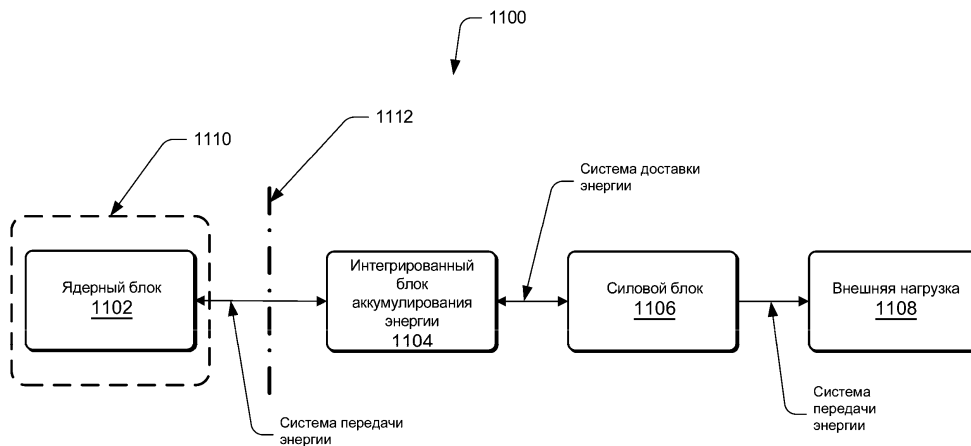 1100
1110
1112
Система доставки
энергии
Ядерный блок
1102
Интегрированный
блок
аккумулирования
энергии
1104
Силовой блок
1106
Внешняя нагрузка
1108
Система передачи
энергии
Система
передачи
энергии